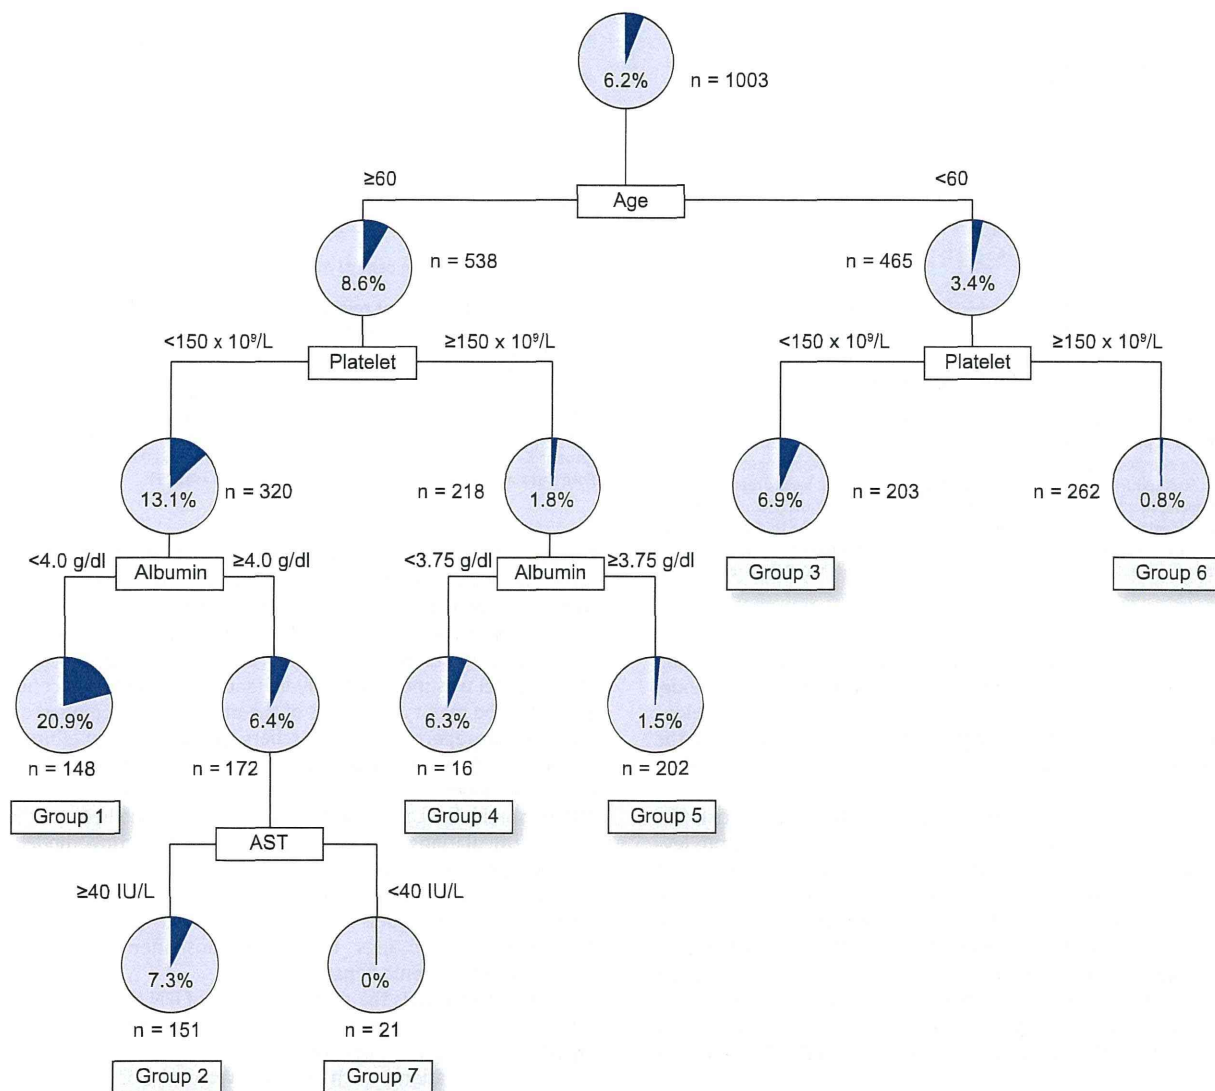 6.2%
n = 1003
≥60
<60
Age
8.6%
n = 538
n = 465
3.4%
<150 x 10⁹/L
≥150 x 10⁹/L
<150 x 10⁹/L
≥150 x 10⁹/L
Platelet
Platelet
13.1%
n = 320
n = 218
1.8%
6.9%
n = 203
n = 262
0.8%
<4.0 g/dl
≥4.0 g/dl
<3.75 g/dl
≥3.75 g/dl
Albumin
Albumin
Group 3
Group 6
20.9%
6.4%
6.3%
1.5%
n = 148
n = 172
n = 16
n = 202
Group 1
Group 4
Group 5
AST
≥40 IU/L
<40 IU/L
7.3%
0%
n = 151
n = 21
Group 2
Group 7